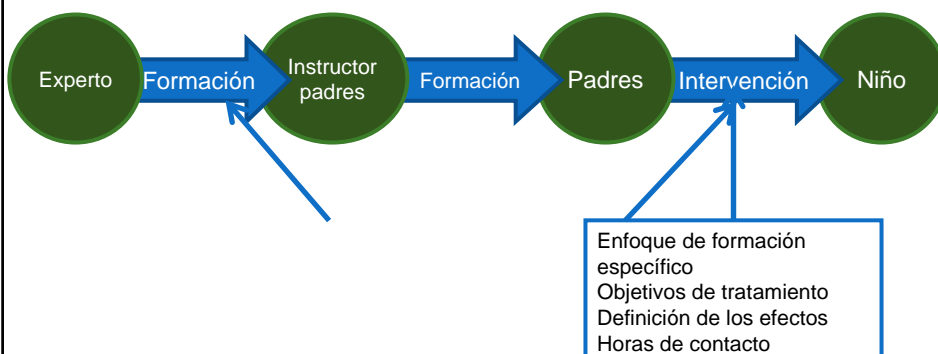 Experto
Formación
Instructor
padres
Formación
Padres
Intervención
Niño
Enfoque de formación
específico
Objetivos de tratamiento
Definición de los efectos
Horas de contacto